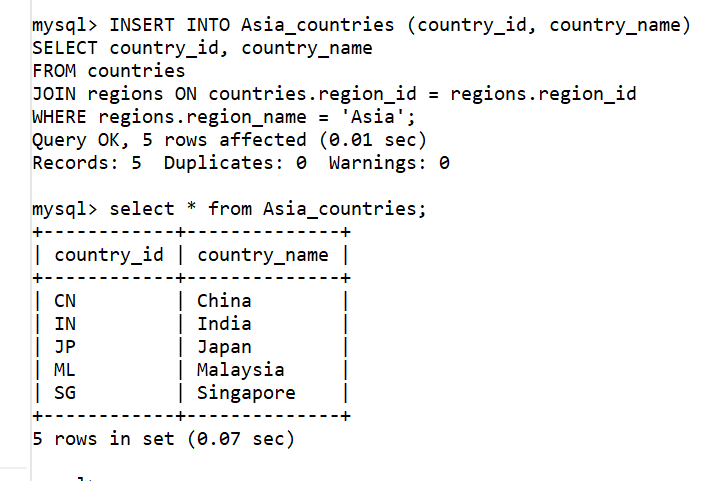 mysql> INSERT INTO Asia_countries (country_id, country_name)
SELECT country_id, country_name
FROM countries
JOIN regions ON countries.region_id = regions.region_id
WHERE regions.region_name = 'Asia';
Query OK, 5 rows affected (0.01 sec)
Records: 5  Duplicates: 0  Warnings: 0

mysql> select * from Asia_countries;
+------------+--------------+
| country_id | country_name |
+------------+--------------+
| CN         | China        |
| IN         | India        |
| JP         | Japan        |
| ML         | Malaysia     |
| SG         | Singapore    |
+------------+--------------+
5 rows in set (0.07 sec)